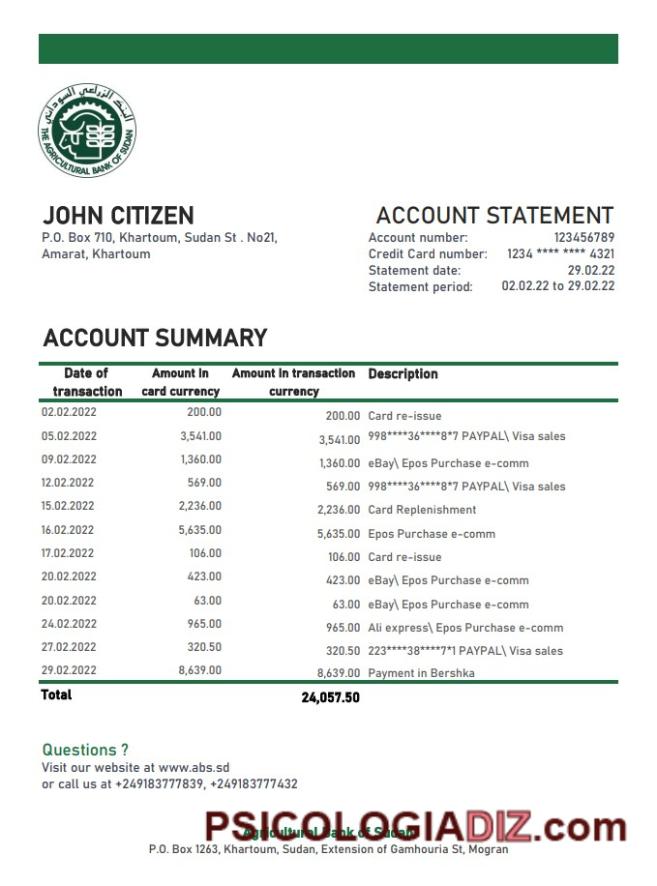 البنك الزراعي السوداني
THE AGRICULTURAL BANK OF SUDAN
JOHN CITIZEN
P.O. Box 710, Khartoum, Sudan St . No21,
Amarat, Khartoum
ACCOUNT STATEMENT
Account number: 123456789
Credit Card number: 1234 **** **** 4321
Statement date: 29.02.22
Statement period: 02.02.22 to 29.02.22
ACCOUNT SUMMARY
Date of transaction Amount in card currency Amount in transaction currency Description
02.02.2022 200.00 200.00 Card re-issue
05.02.2022 3,541.00 3,541.00 998****36****8*7 PAYPAL\ Visa sales
09.02.2022 1,360.00 1,360.00 eBay\ Epos Purchase e-comm
12.02.2022 569.00 569.00 998****36****8*7 PAYPAL\ Visa sales
15.02.2022 2,236.00 2,236.00 Card Replenishment
16.02.2022 5,635.00 5,635.00 Epos Purchase e-comm
17.02.2022 106.00 106.00 Card re-issue
20.02.2022 423.00 423.00 eBay\ Epos Purchase e-comm
20.02.2022 63.00 63.00 eBay\ Epos Purchase e-comm
24.02.2022 965.00 965.00 Ali express\ Epos Purchase e-comm
27.02.2022 320.50 320.50 223****38****7*1 PAYPAL\ Visa sales
29.02.2022 8,639.00 8,639.00 Payment in Bershka
Total 24,057.50
Questions ?
Visit our website at www.abs.sd
or call us at +249183777839, +249183777432
PSICOLOGIADIZ.com
Agricultural Bank of Sudan
P.O. Box 1263, Khartoum, Sudan, Extension of Gamhouria St, Mogran